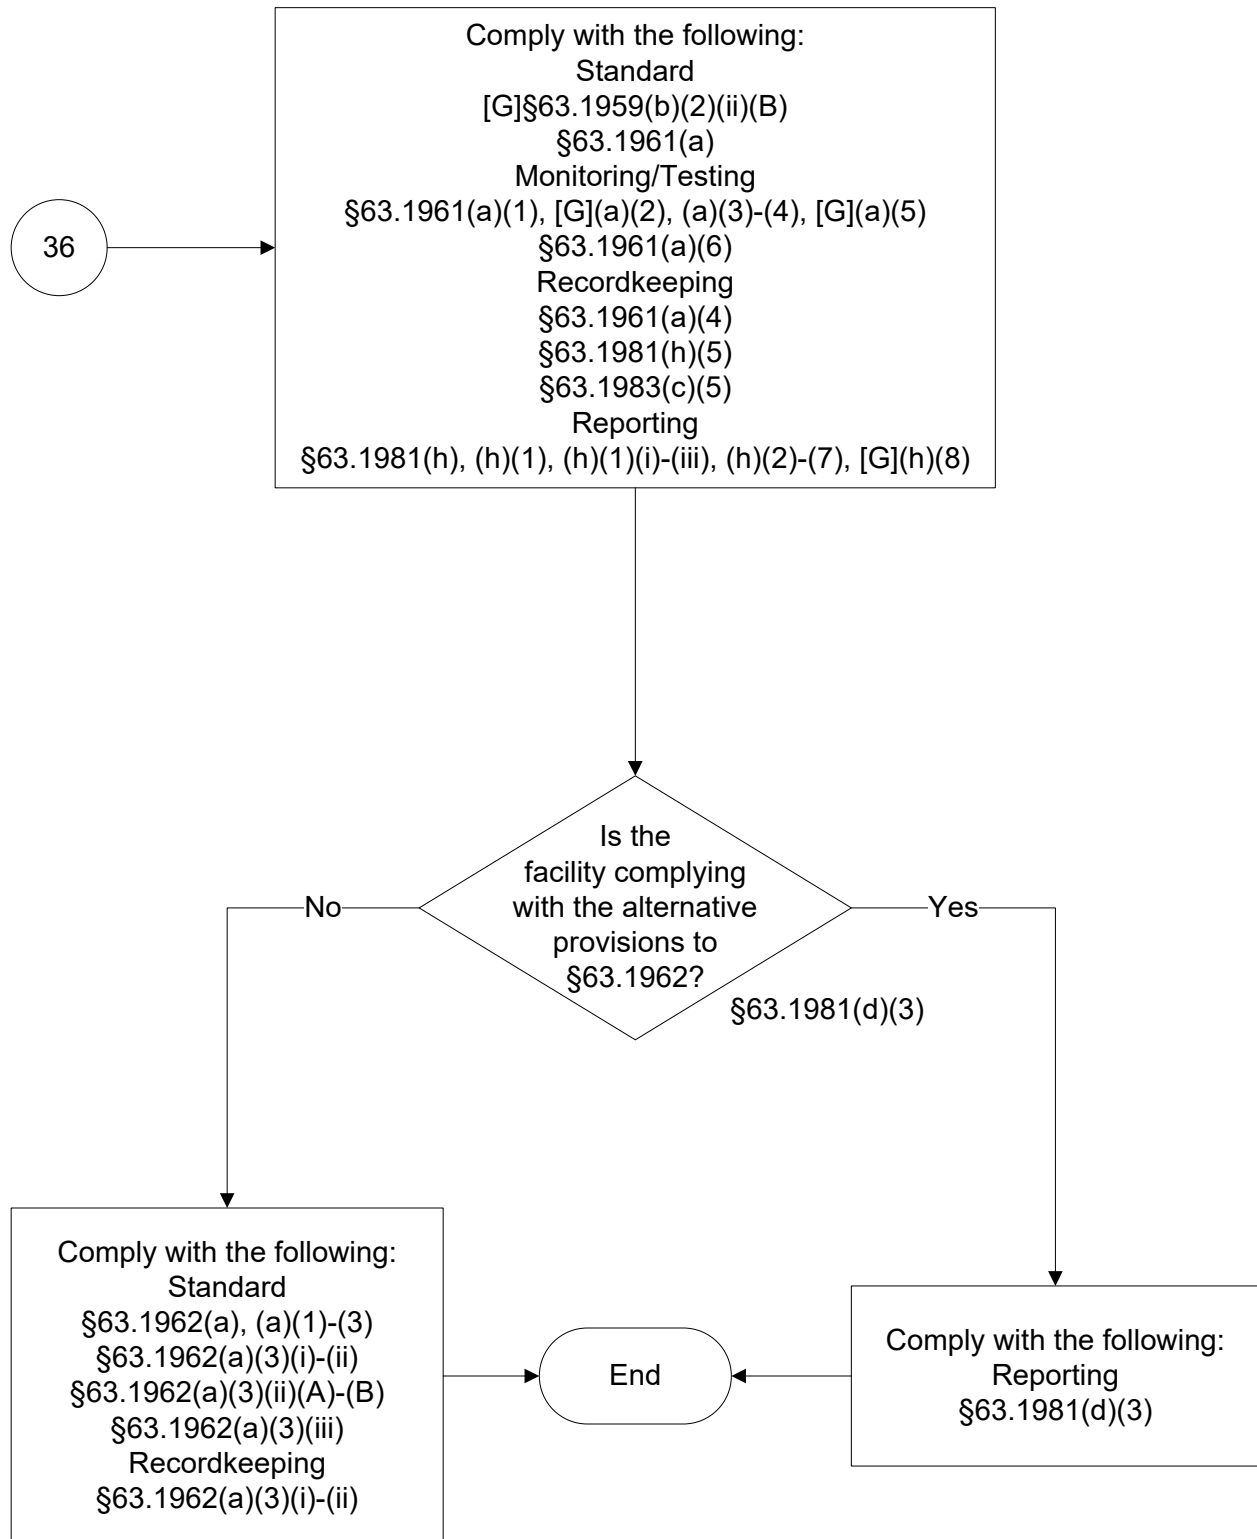 36
Comply with the following:
Standard
[G]§63.1959(b)(2)(ii)(B)
§63.1961(a)
Monitoring/Testing
§63.1961(a)(1), [G](a)(2), (a)(3)-(4), [G](a)(5)
§63.1961(a)(6)
Recordkeeping
§63.1961(a)(4)
§63.1981(h)(5)
§63.1983(c)(5)
Reporting
§63.1981(h), (h)(1), (h)(1)(i)-(iii), (h)(2)-(7), [G](h)(8)
Is the
facility complying
with the alternative
provisions to
§63.1962?
§63.1981(d)(3)
No
Yes
Comply with the following:
Standard
§63.1962(a), (a)(1)-(3)
§63.1962(a)(3)(i)-(ii)
§63.1962(a)(3)(ii)(A)-(B)
§63.1962(a)(3)(iii)
Recordkeeping
§63.1962(a)(3)(i)-(ii)
End
Comply with the following:
Reporting
§63.1981(d)(3)